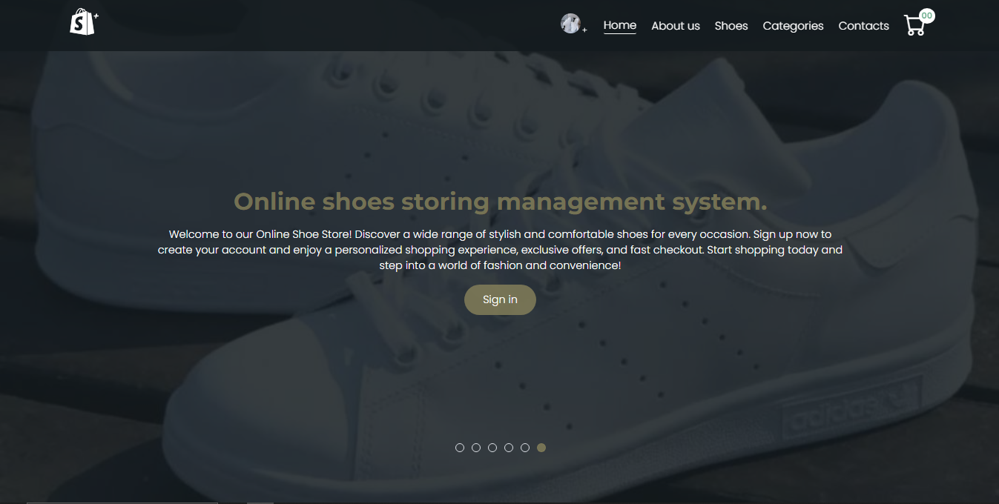 S
+
+
Home
About us
Shoes
Categories
Contacts
00
Online shoes storing management system.
Welcome to our Online Shoe Store! Discover a wide range of stylish and comfortable shoes for every occasion. Sign up now to
create your account and enjoy a personalized shopping experience, exclusive offers, and fast checkout. Start shopping today and
step into a world of fashion and convenience!
Sign in
adidas